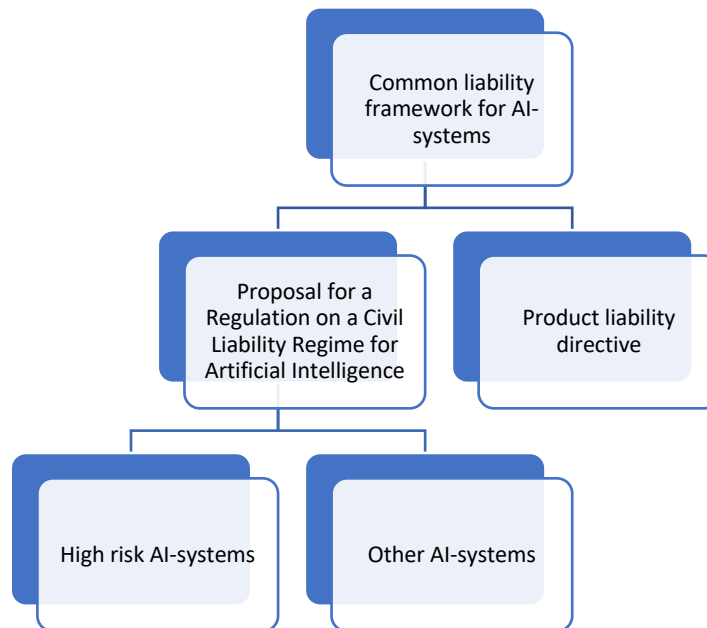 Common liability
framework for AI-
systems
Proposal for a
Regulation on a Civil
Liability Regime for
Artificial Intelligence
Product liability
directive
High risk AI-systems
Other AI-systems